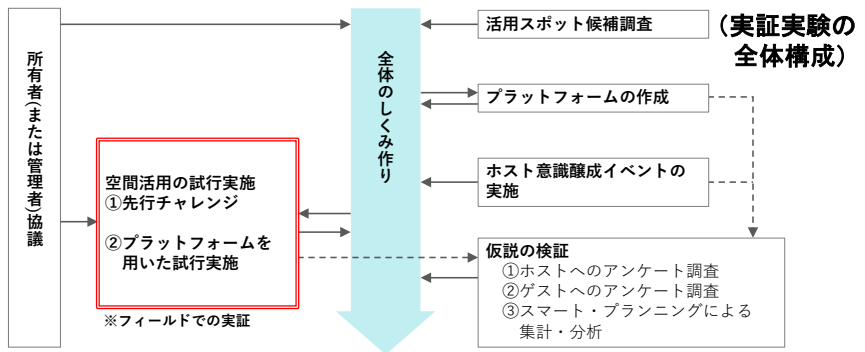 (実証実験の
全体構成)
所有者(または管理者)協議
全体のしくみ作り
活用スポット候補調査
プラットフォームの作成
ホスト意識醸成イベントの
実施
空間活用の試行実施
①先行チャレンジ
②プラットフォームを
用いた試行実施
※フィールドでの実証
仮説の検証
①ホストへのアンケート調査
②ゲストへのアンケート調査
③スマート・プランニングによる
集計・分析